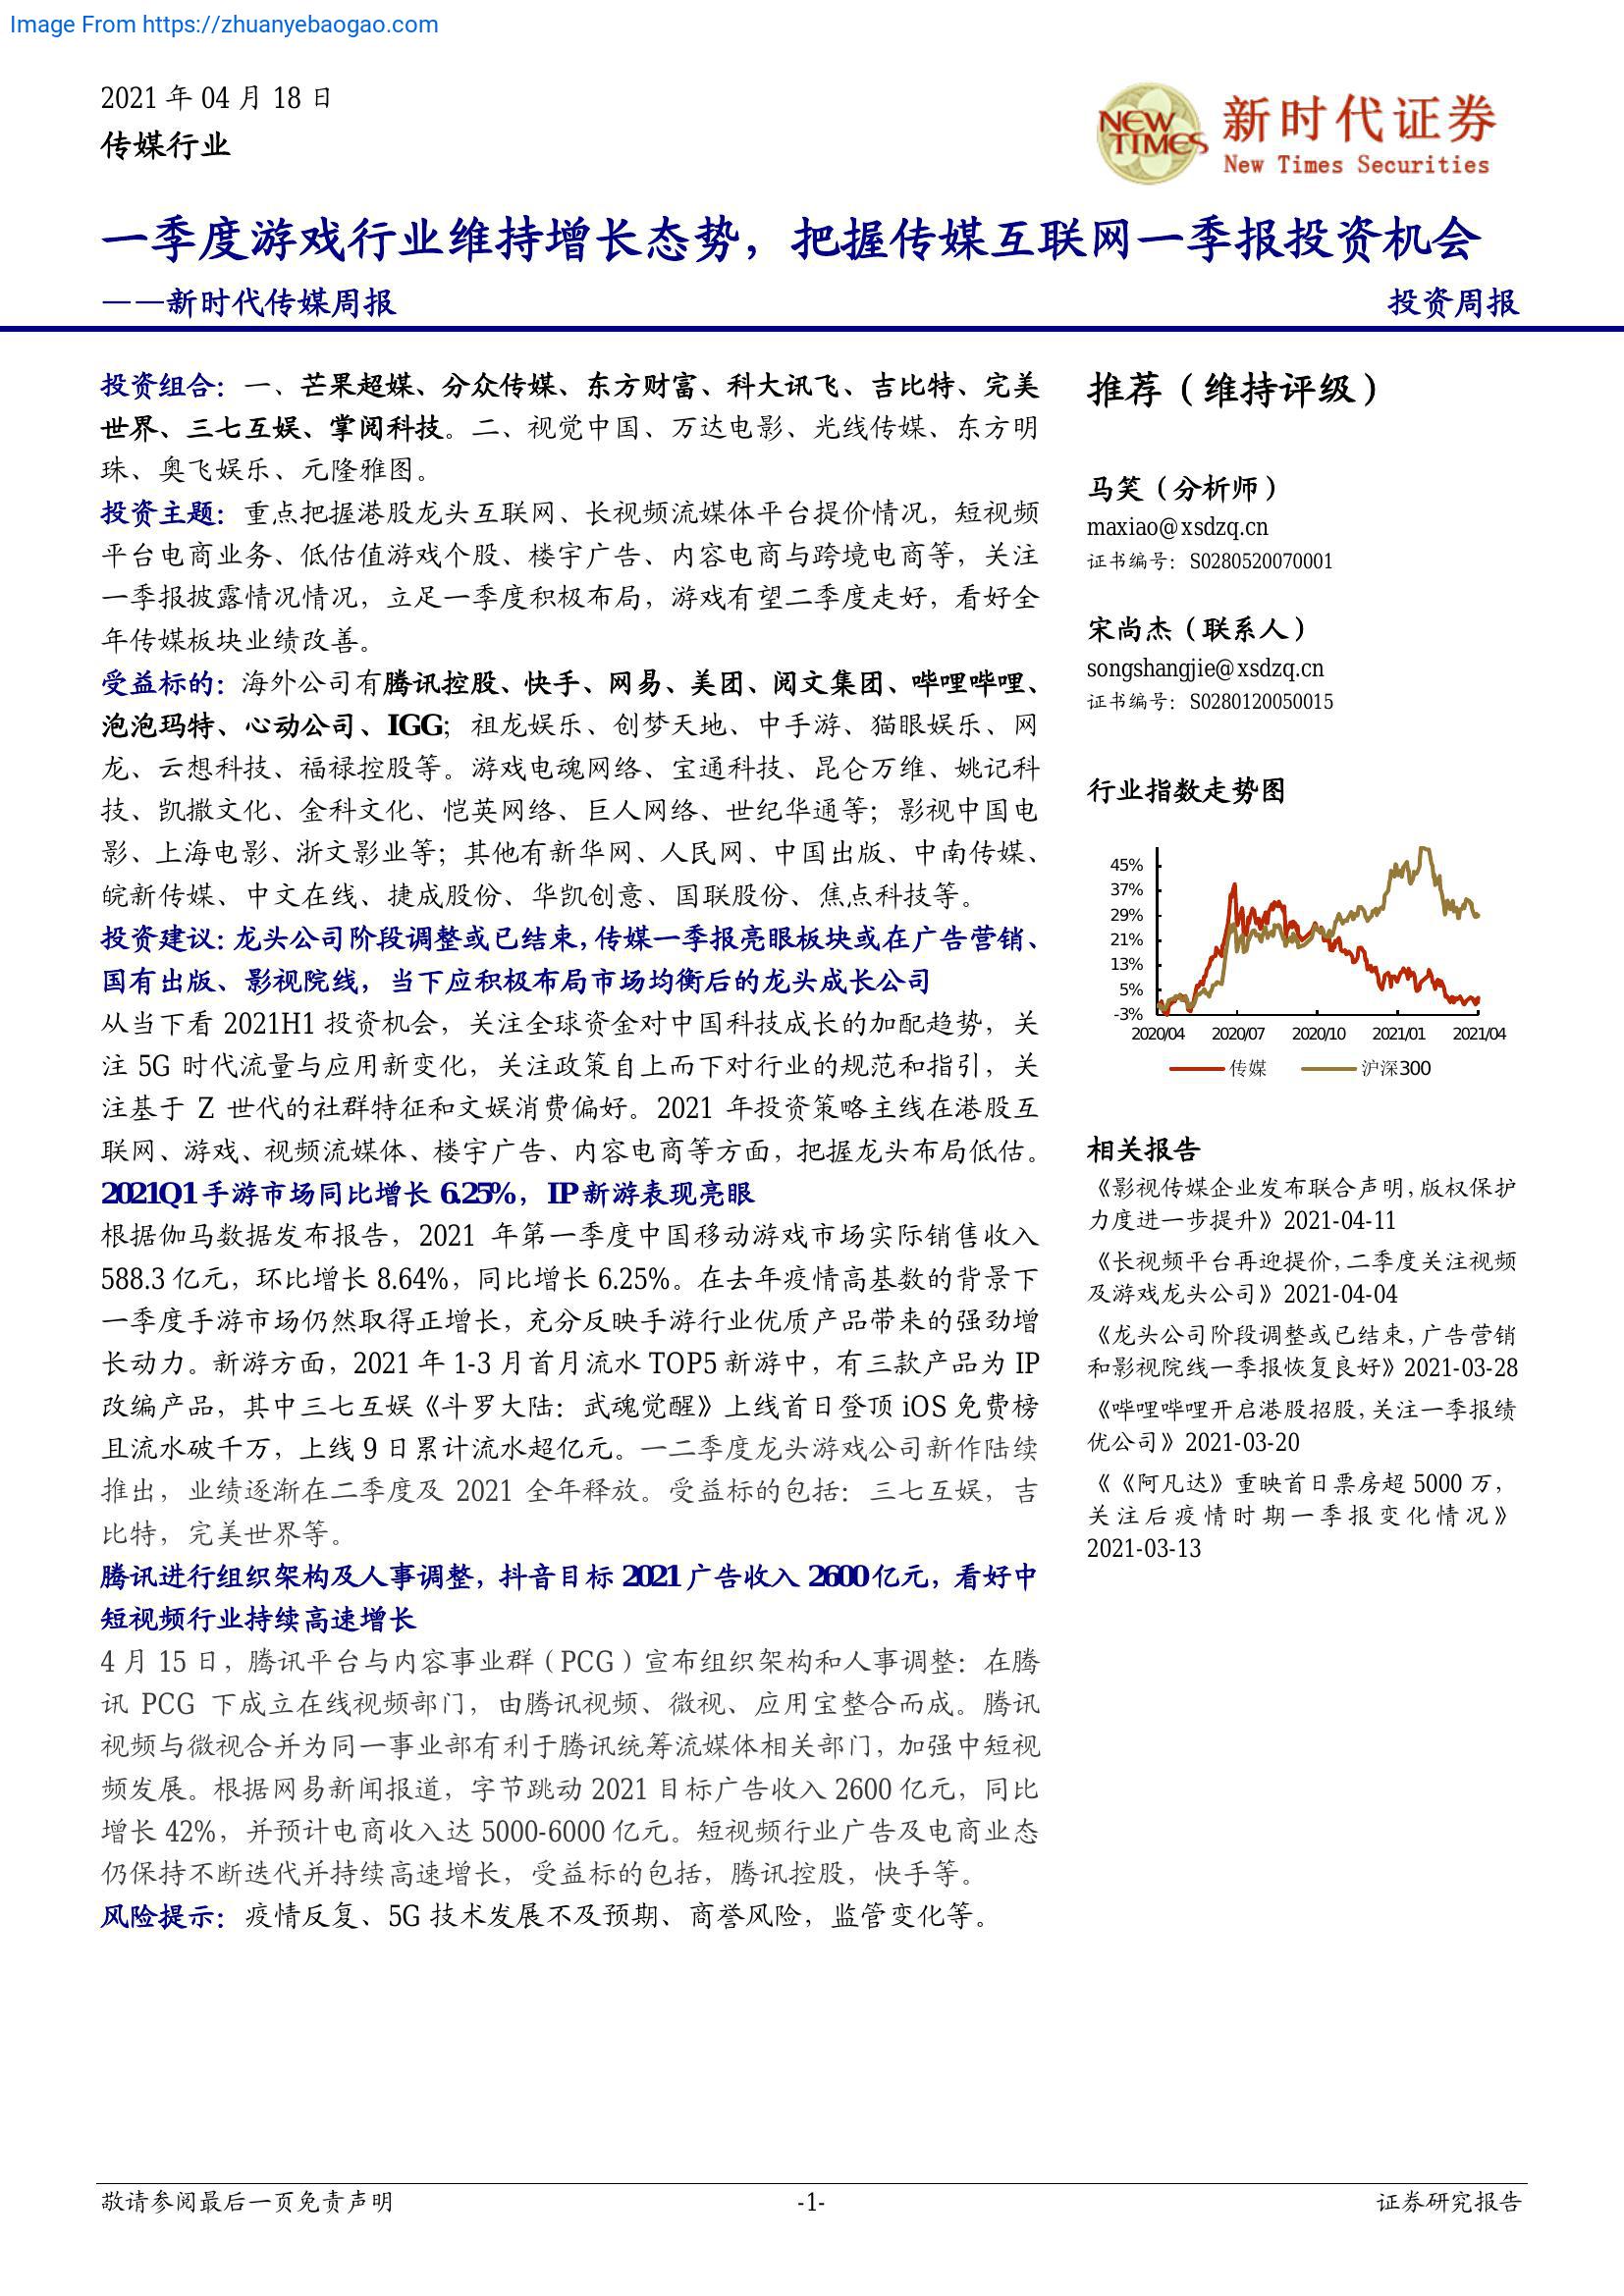 Image From https://zhuanyebaogao.com
2021 年 04 月 18 日
传媒行业
NEW TIMES
新时代证券
New Times Securities
一季度游戏行业维持增长态势，把握传媒互联网一季报投资机会
——新时代传媒周报
投资周报
投资组合：一、芒果超媒、分众传媒、东方财富、科大讯飞、吉比特、完美
世界、三七互娱、掌阅科技。二、视觉中国、万达电影、光线传媒、东方明
珠、奥飞娱乐、元隆雅图。
投资主题：重点把握港股龙头互联网、长视频流媒体平台提价情况，短视频
平台电商业务、低估值游戏个股、楼宇广告、内容电商与跨境电商等，关注
一季报披露情况情况，立足一季度积极布局，游戏有望二季度走好，看好全
年传媒板块业绩改善。
受益标的：海外公司有腾讯控股、快手、网易、美团、阅文集团、哔哩哔哩、
泡泡玛特、心动公司、IGG；祖龙娱乐、创梦天地、中手游、猫眼娱乐、网
龙、云想科技、福禄控股等。游戏电魂网络、宝通科技、昆仑万维、姚记科
技、凯撒文化、金科文化、恺英网络、巨人网络、世纪华通等；影视中国电
影、上海电影、浙文影业等；其他有新华网、人民网、中国出版、中南传媒、
皖新传媒、中文在线、捷成股份、华凯创意、国联股份、焦点科技等。
投资建议：龙头公司阶段调整或已结束，传媒一季报亮眼板块或在广告营销、
国有出版、影视院线，当下应积极布局市场均衡后的龙头成长公司
从当下看 2021H1 投资机会，关注全球资金对中国科技成长的加配趋势，关
注 5G 时代流量与应用新变化，关注政策自上而下对行业的规范和指引，关
注基于 Z 世代的社群特征和文娱消费偏好。2021 年投资策略主线在港股互
联网、游戏、视频流媒体、楼宇广告、内容电商等方面，把握龙头布局低估。
2021Q1 手游市场同比增长 6.25%，IP 新游表现亮眼
根据伽马数据发布报告，2021 年第一季度中国移动游戏市场实际销售收入
588.3 亿元，环比增长 8.64%，同比增长 6.25%。在去年疫情高基数的背景下
一季度手游市场仍然取得正增长，充分反映手游行业优质产品带来的强劲增
长动力。新游方面，2021 年 1-3 月首月流水 TOP5 新游中，有三款产品为 IP
改编产品，其中三七互娱《斗罗大陆：武魂觉醒》上线首日登顶 iOS 免费榜
且流水破千万，上线 9 日累计流水超亿元。一二季度龙头游戏公司新作陆续
推出，业绩逐渐在二季度及 2021 全年释放。受益标的包括：三七互娱，吉
比特，完美世界等。
腾讯进行组织架构及人事调整，抖音目标 2021 广告收入 2600 亿元，看好中
短视频行业持续高速增长
4 月 15 日，腾讯平台与内容事业群（PCG）宣布组织架构和人事调整：在腾
讯 PCG 下成立在线视频部门，由腾讯视频、微视、应用宝整合而成。腾讯
视频与微视合并为同一事业部有利于腾讯统筹流媒体相关部门，加强中短视
频发展。根据网易新闻报道，字节跳动 2021 目标广告收入 2600 亿元，同比
增长 42%，并预计电商收入达 5000-6000 亿元。短视频行业广告及电商业态
仍保持不断迭代并持续高速增长，受益标的包括，腾讯控股，快手等。
风险提示：疫情反复、5G 技术发展不及预期、商誉风险，监管变化等。
推荐（维持评级）
马笑（分析师）
maxiao@xsdzq.cn
证书编号：S0280520070001
宋尚杰（联系人）
songshangjie@xsdzq.cn
证书编号：S0280120050015
行业指数走势图
45%
37%
29%
21%
13%
5%
-3%
2020/04 2020/07 2020/10 2021/01 2021/04
传媒 沪深300
相关报告
《影视传媒企业发布联合声明，版权保护
力度进一步提升》2021-04-11
《长视频平台再迎提价，二季度关注视频
及游戏龙头公司》2021-04-04
《龙头公司阶段调整或已结束，广告营销
和影视院线一季报恢复良好》2021-03-28
《哔哩哔哩开启港股招股，关注一季报绩
优公司》2021-03-20
《《阿凡达》重映首日票房超 5000 万，
关注后疫情时期一季报变化情况》
2021-03-13
敬请参阅最后一页免责声明
-1-
证券研究报告